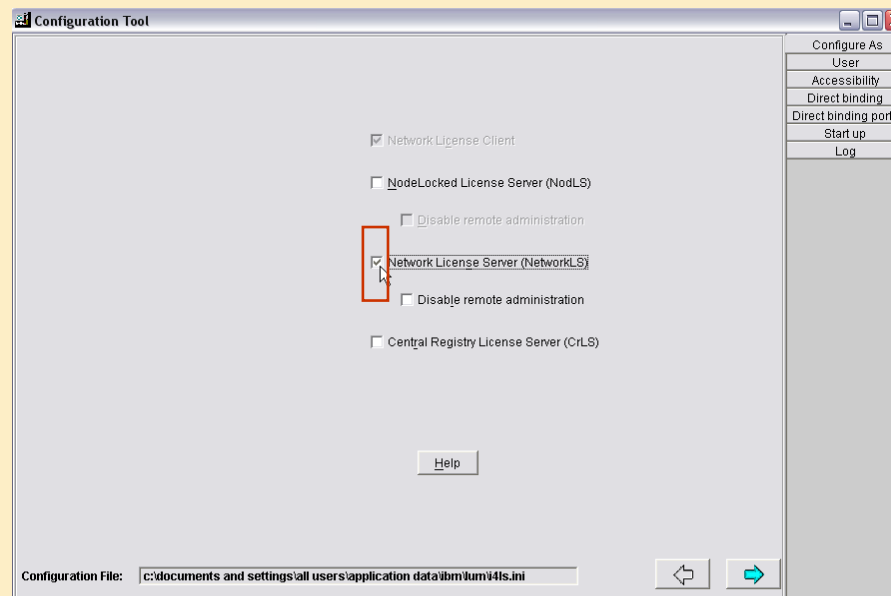 Configuration Tool
Configure As
User
Accessibility
Direct binding
Direct binding port
Start up
Log
Network License Client
NodeLocked License Server (NodLS)
Disable remote administration
Network License Server (NetworkLS)
Disable remote administration
Central Registry License Server (CrLS)
Help
Configuration File: c:\documents and settings\all users\application data\ibm\lum\i4ls.ini